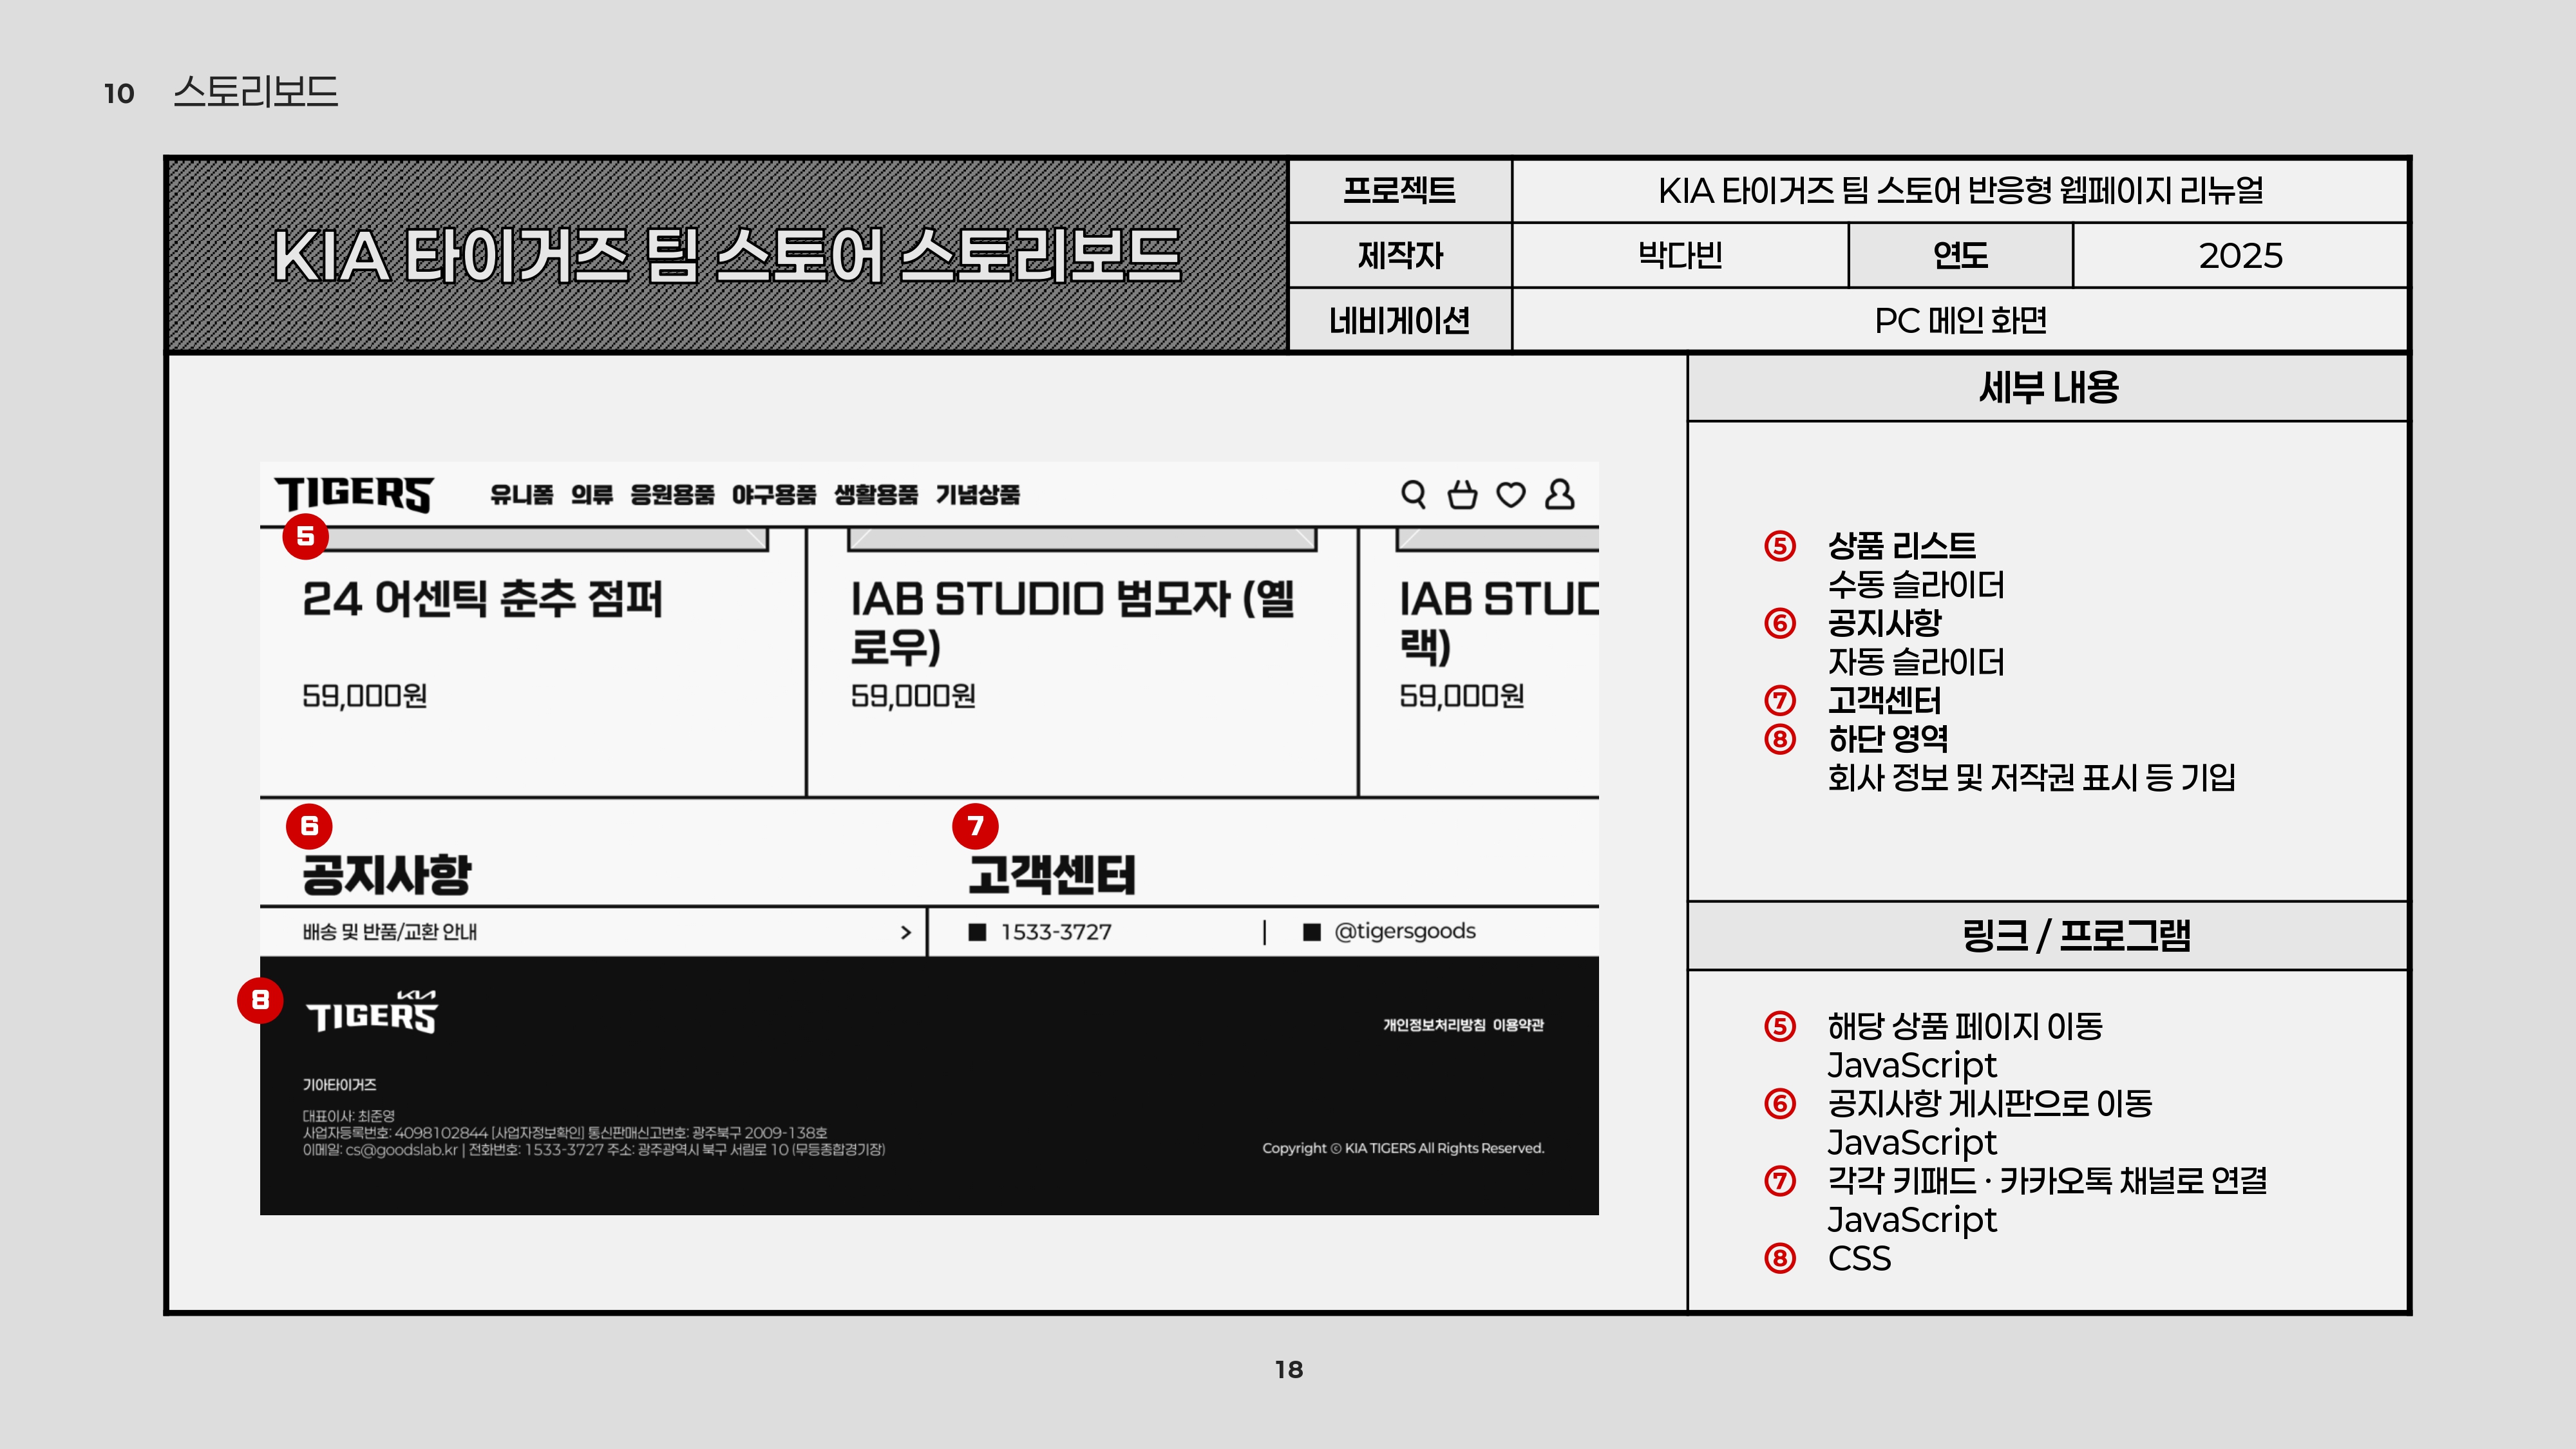 10 스토리보드
KIA 타이거즈 팀 스토어 스토리보드
프로젝트 KIA 타이거즈 팀 스토어 반응형 웹페이지 리뉴얼
제작자 박다빈 연도 2025
네비게이션 PC 메인 화면
TIGERS 유니폼 의류 응원용품 야구용품 생활용품 기념상품
5
24 어센틱 춘추 점퍼
59,000원
IAB STUDIO 범모자 (옐
로우)
59,000원
IAB STUD
랙)
59,000원
6
공지사항
배송 및 반품/교환 안내 >
7
고객센터
1533-3727 | @tigersgoods
8
KIA
TIGERS
개인정보처리방침 이용약관
기아타이거즈
대표이사: 최준영
사업자등록번호: 4098102844 [사업자정보확인] 통신판매신고번호: 광주북구 2009-138호
이메일: cs@goodslab.kr | 전화번호: 1533-3727 주소: 광주광역시 북구 서림로 10 (무등종합경기장)
Copyright ⓒ KIA TIGERS All Rights Reserved.
세부 내용
⑤ 상품 리스트
수동 슬라이더
⑥ 공지사항
자동 슬라이더
⑦ 고객센터
⑧ 하단 영역
회사 정보 및 저작권 표시 등 기입
링크 / 프로그램
⑤ 해당 상품 페이지 이동
JavaScript
⑥ 공지사항 게시판으로 이동
JavaScript
⑦ 각각 키패드 · 카카오톡 채널로 연결
JavaScript
⑧ CSS
18